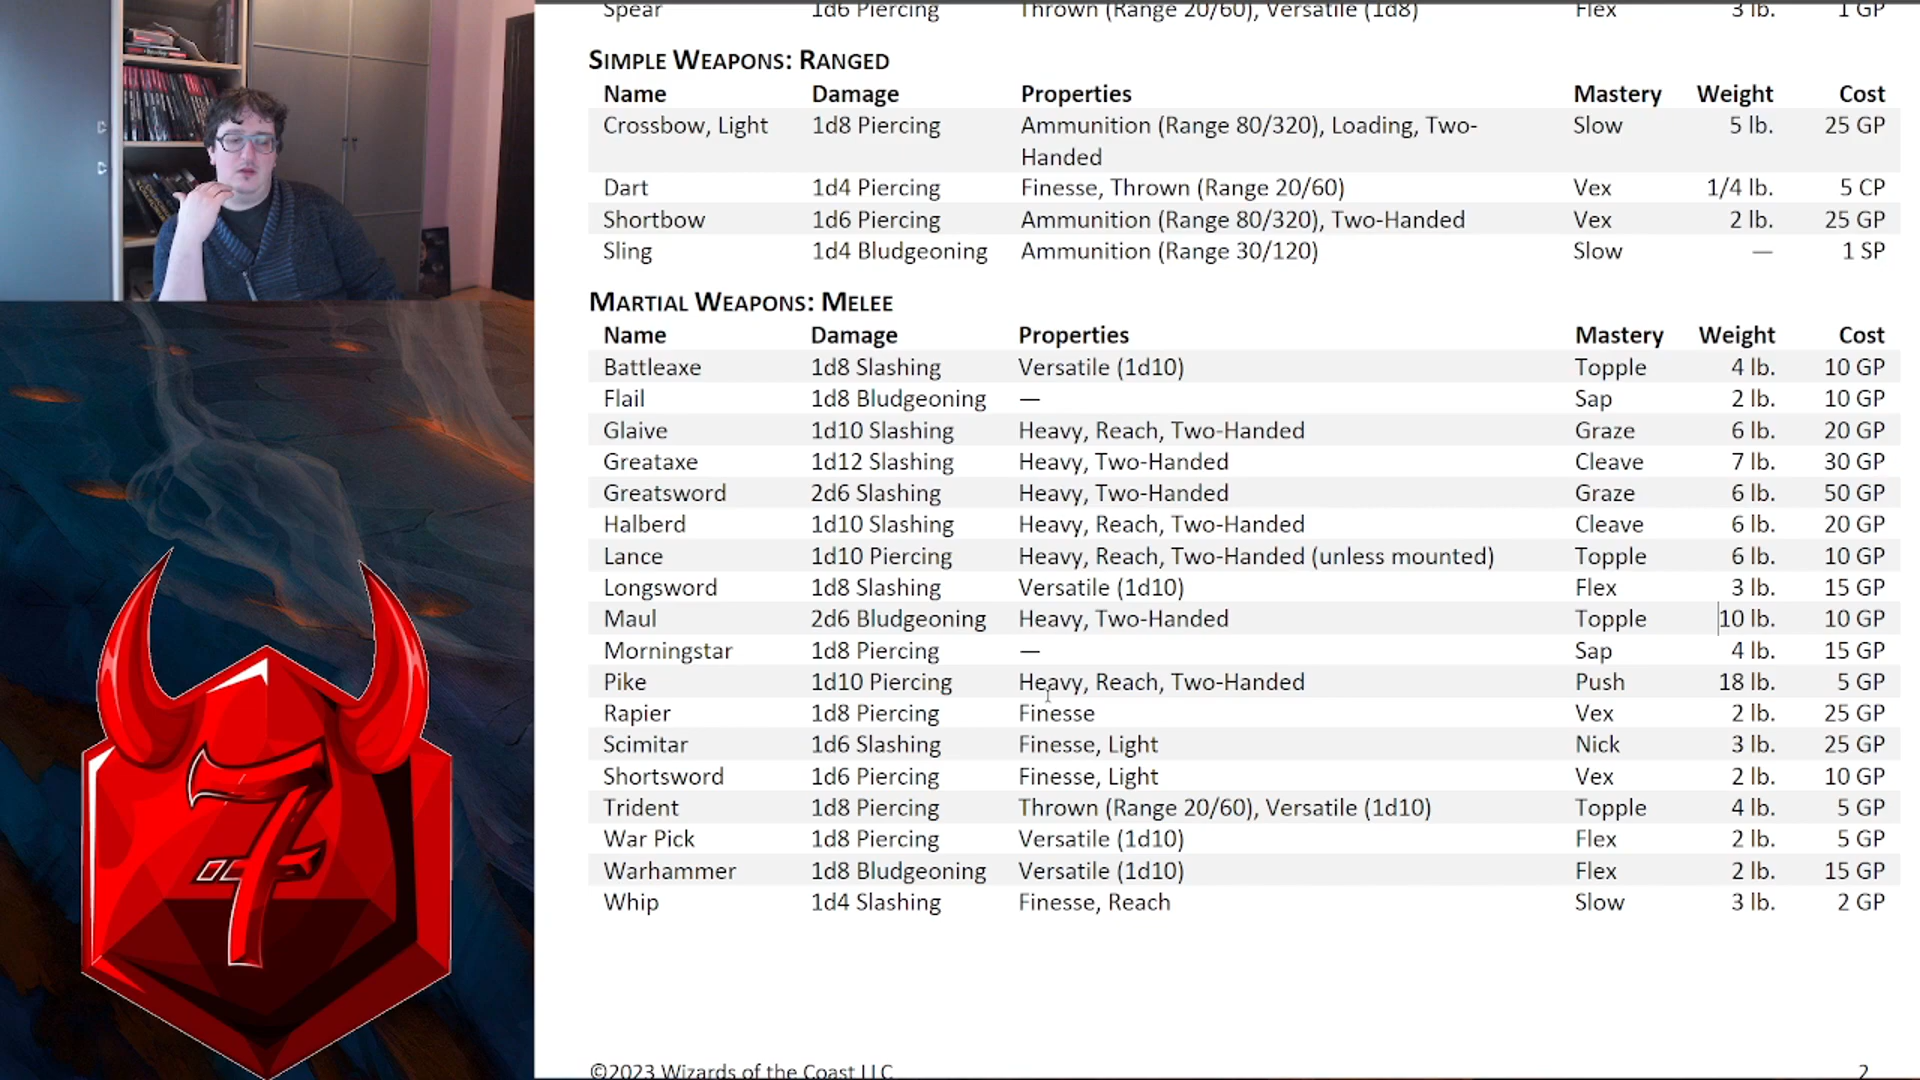 Spear 1d6 Piercing Thrown (Range 20/60), Versatile (1d8) Flex 3 lb. 1 GP
SIMPLE WEAPONS: RANGED
Name Damage Properties Mastery Weight Cost
Crossbow, Light 1d8 Piercing Ammunition (Range 80/320), Loading, Two- Slow 5 lb. 25 GP
Handed
Dart 1d4 Piercing Finesse, Thrown (Range 20/60) Vex 1/4 lb. 5 CP
Shortbow 1d6 Piercing Ammunition (Range 80/320), Two-Handed Vex 2 lb. 25 GP
Sling 1d4 Bludgeoning Ammunition (Range 30/120) Slow — 1 SP
MARTIAL WEAPONS: MELEE
Name Damage Properties Mastery Weight Cost
Battleaxe 1d8 Slashing Versatile (1d10) Topple 4 lb. 10 GP
Flail 1d8 Bludgeoning — Sap 2 lb. 10 GP
Glaive 1d10 Slashing Heavy, Reach, Two-Handed Graze 6 lb. 20 GP
Greataxe 1d12 Slashing Heavy, Two-Handed Cleave 7 lb. 30 GP
Greatsword 2d6 Slashing Heavy, Two-Handed Graze 6 lb. 50 GP
Halberd 1d10 Slashing Heavy, Reach, Two-Handed Cleave 6 lb. 20 GP
Lance 1d10 Piercing Heavy, Reach, Two-Handed (unless mounted) Topple 6 lb. 10 GP
Longsword 1d8 Slashing Versatile (1d10) Flex 3 lb. 15 GP
Maul 2d6 Bludgeoning Heavy, Two-Handed Topple 10 lb. 10 GP
Morningstar 1d8 Piercing — Sap 4 lb. 15 GP
Pike 1d10 Piercing Heavy, Reach, Two-Handed Push 18 lb. 5 GP
Rapier 1d8 Piercing Finesse Vex 2 lb. 25 GP
Scimitar 1d6 Slashing Finesse, Light Nick 3 lb. 25 GP
Shortsword 1d6 Piercing Finesse, Light Vex 2 lb. 10 GP
Trident 1d8 Piercing Thrown (Range 20/60), Versatile (1d10) Topple 4 lb. 5 GP
War Pick 1d8 Piercing Versatile (1d10) Flex 2 lb. 5 GP
Warhammer 1d8 Bludgeoning Versatile (1d10) Flex 2 lb. 15 GP
Whip 1d4 Slashing Finesse, Reach Slow 3 lb. 2 GP
©2023 Wizards of the Coast LLC 2
7